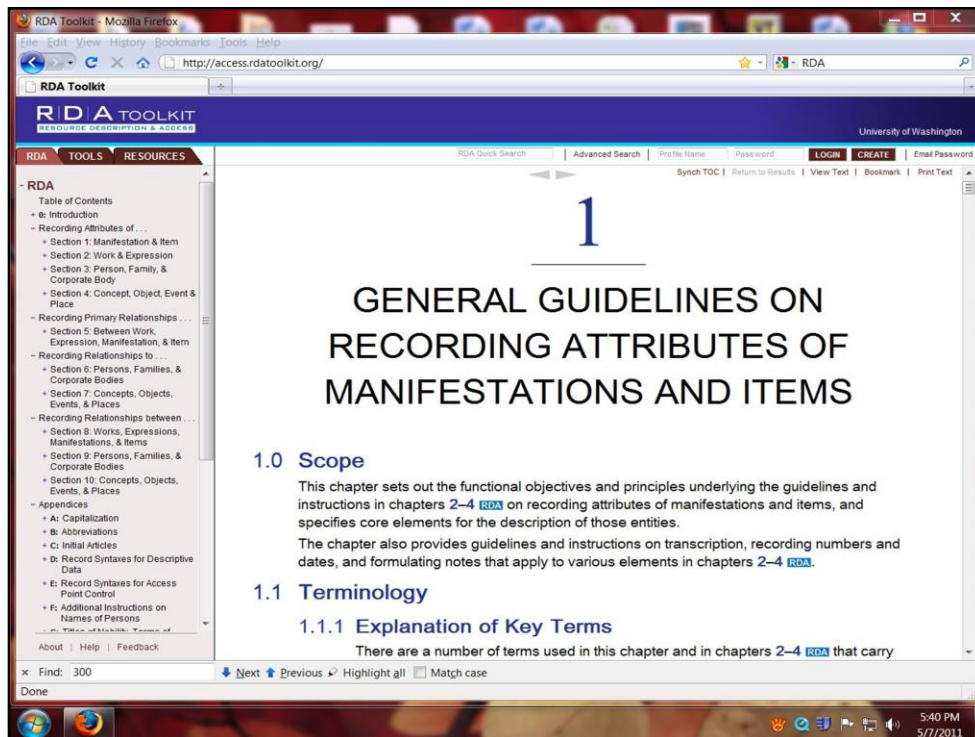 RDA Toolkit - Mozilla Firefox
File Edit View History Bookmarks Tools Help
http://access.rdatoolkit.org/
RDA
RDA Toolkit
R|D|A TOOLKIT
RESOURCE DESCRIPTION & ACCESS
University of Washington
RDA TOOLS RESOURCES
RDA Quick Search | Advanced Search | Profile Name Password LOGIN CREATE | Email Password
Synch TOC | Return to Results | View Text | Bookmark | Print Text
- RDA
Table of Contents
+ 0: Introduction
- Recording Attributes of . . .
+ Section 1: Manifestation & Item
+ Section 2: Work & Expression
+ Section 3: Person, Family, &
Corporate Body
+ Section 4: Concept, Object, Event &
Place
- Recording Primary Relationships . . .
+ Section 5: Between Work,
Expression, Manifestation, & Item
- Recording Relationships to . . .
+ Section 6: Persons, Families, &
Corporate Bodies
+ Section 7: Concepts, Objects,
Events, & Places
- Recording Relationships between . . .
+ Section 8: Works, Expressions,
Manifestations, & Items
+ Section 9: Persons, Families, &
Corporate Bodies
+ Section 10: Concepts, Objects,
Events, & Places
- Appendices
+ A: Capitalization
+ B: Abbreviations
+ C: Initial Articles
+ D: Record Syntaxes for Descriptive
Data
+ E: Record Syntaxes for Access
Point Control
+ F: Additional Instructions on
Names of Persons
About | Help | Feedback
1
GENERAL GUIDELINES ON
RECORDING ATTRIBUTES OF
MANIFESTATIONS AND ITEMS
1.0 Scope
This chapter sets out the functional objectives and principles underlying the guidelines and
instructions in chapters 2–4 RDA on recording attributes of manifestations and items, and
specifies core elements for the description of those entities.
The chapter also provides guidelines and instructions on transcription, recording numbers and
dates, and formulating notes that apply to various elements in chapters 2–4 RDA.
1.1 Terminology
1.1.1 Explanation of Key Terms
There are a number of terms used in this chapter and in chapters 2–4 RDA that carry
× Find: 300 Next Previous Highlight all Match case
Done
5:40 PM
5/7/2011